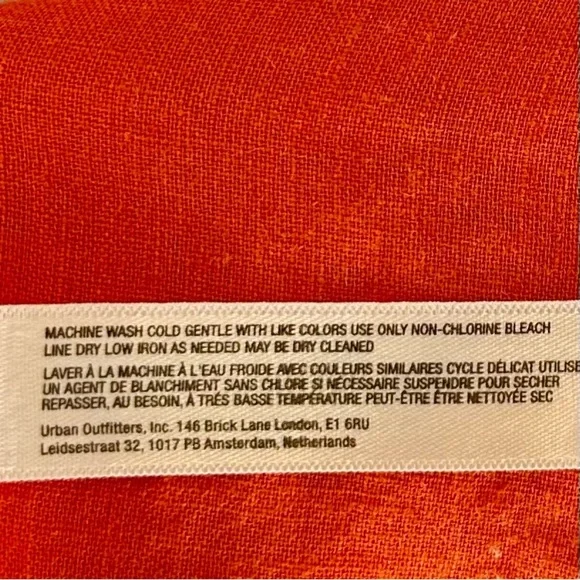 MACHINE WASH COLD GENTLE WITH LIKE COLORS USE ONLY NON-CHLORINE BLEACH
LINE DRY LOW IRON AS NEEDED MAY BE DRY CLEANED
LAVER À LA MACHINE À L'EAU FROIDE AVEC COULEURS SIMILAIRES CYCLE DÉLICAT UTILISE
UN AGENT DE BLANCHIMENT SANS CHLORE SI NÉCESSAIRE SUSPENDRE POUR SECHER
REPASSER, AU BESOIN, À TRÉS BASSE TEMPÉRATURE PEUT-ÊTRE ÊTRE NETTOYÉE SEC
Urban Outfitters, Inc. 146 Brick Lane London, E1 6RU
Leidsestraat 32, 1017 PB Amsterdam, Netherlands